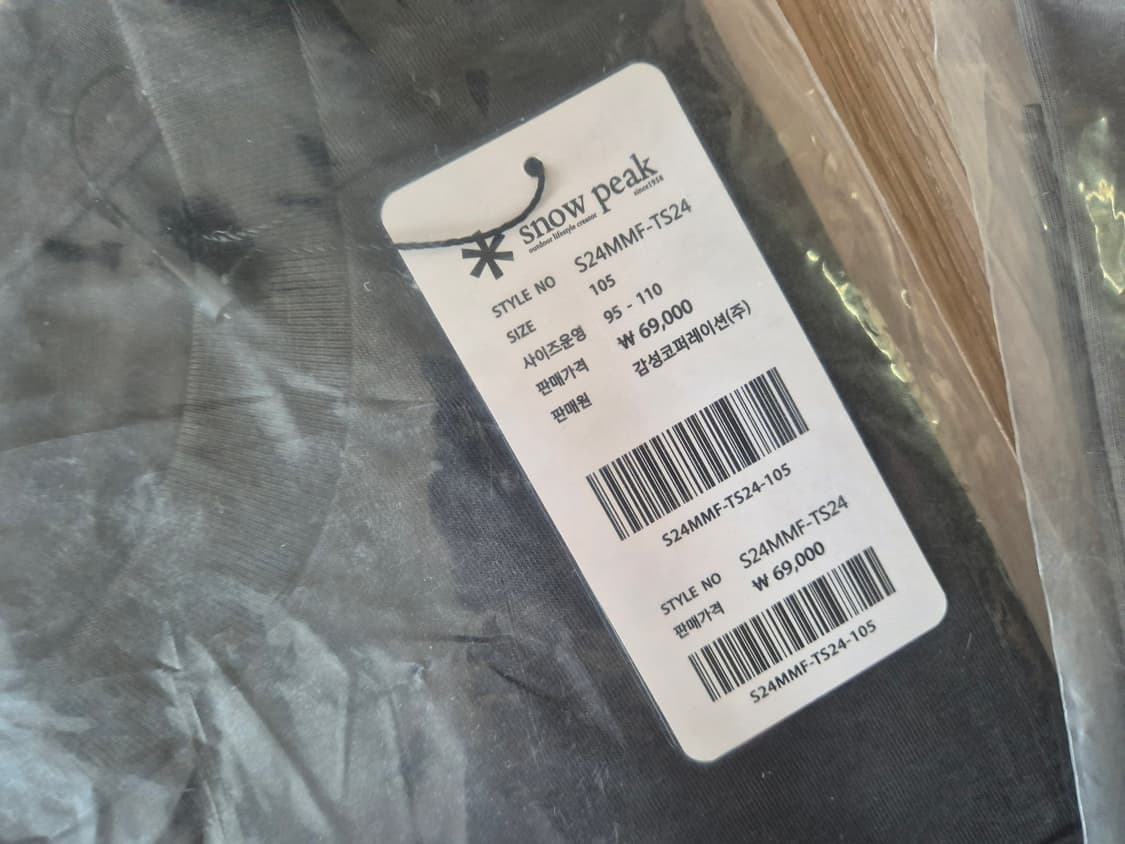 snow peak
outdoor lifestyle creator since1958
STYLE NO S24MMF-TS24
SIZE 105
사이즈운영 95 - 110
판매가격 ₩ 69,000
판매원 감성코퍼레이션(주)
S24MMF-TS24-105
STYLE NO S24MMF-TS24
판매가격 ₩ 69,000
S24MMF-TS24-105